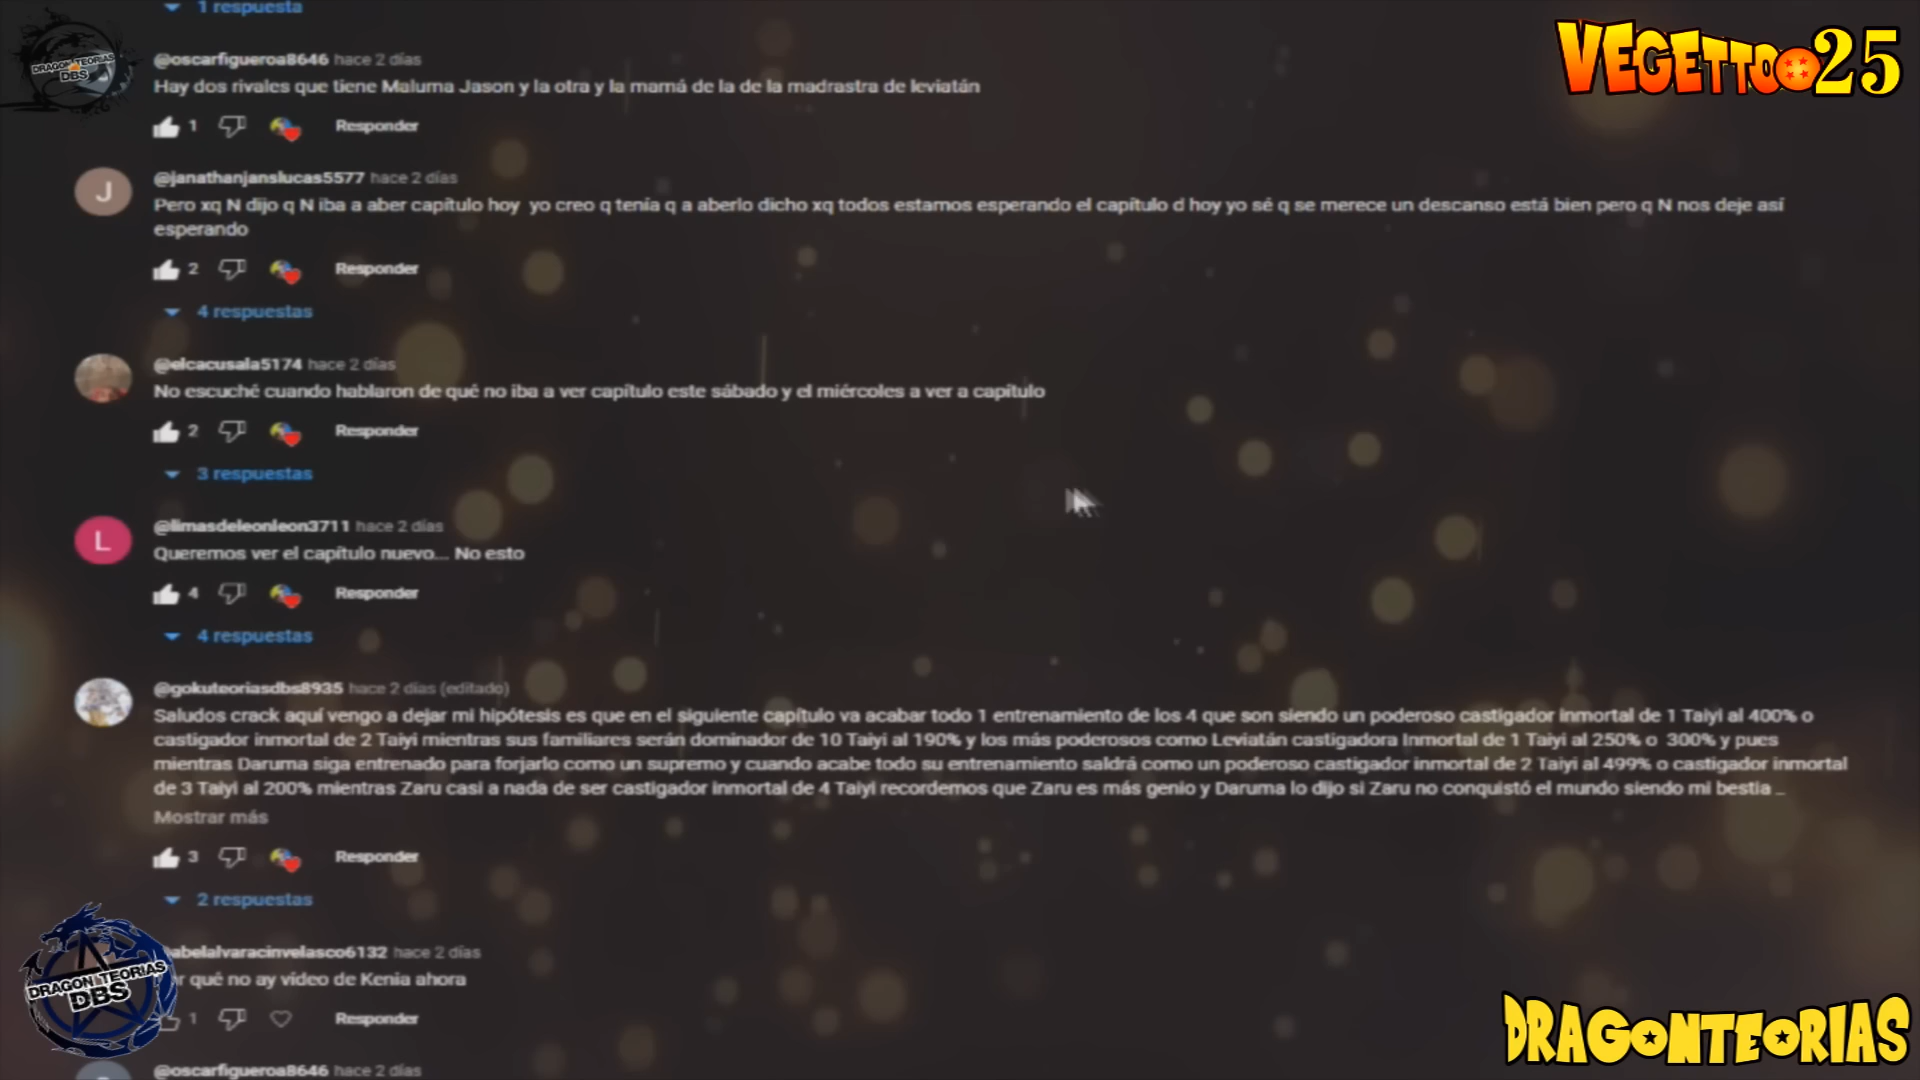 1 respuesta
@oscarfigueroa8646 hace 2 días
Hay dos rivales que tiene Maluma Jason y la otra y la mamá de la de la madrastra de leviatán
1 Responder
@janathanjanslucas5577 hace 2 días
Pero xq N dijo q N iba a aber capítulo hoy yo creo q tenía q a aberlo dicho xq todos estamos esperando el capítulo d hoy yo sé q se merece un descanso está bien pero q N nos deje así
esperando
2 Responder
4 respuestas
@elcacusala5174 hace 2 días
No escuché cuando hablaron de qué no iba a ver capítulo este sábado y el miércoles a ver a capítulo
2 Responder
3 respuestas
@limasdeleonleon3711 hace 2 días
Queremos ver el capítulo nuevo... No esto
4 Responder
4 respuestas
@gokuteoriasdbs8935 hace 2 días (editado)
Saludos crack aquí vengo a dejar mi hipótesis es que en el siguiente capítulo va acabar todo 1 entrenamiento de los 4 que son siendo un poderoso castigador inmortal de 1 Taiyi al 400% o
castigador inmortal de 2 Taiyi mientras sus familiares serán dominador de 10 Taiyi al 190% y los más poderosos como Leviatán castigadora Inmortal de 1 Taiyi al 250% o 300% y pues
mientras Daruma siga entrenado para forjarlo como un supremo y cuando acabe todo su entrenamiento saldrá como un poderoso castigador inmortal de 2 Taiyi al 499% o castigador inmortal
de 3 Taiyi al 200% mientras Zaru casi a nada de ser castigador inmortal de 4 Taiyi recordemos que Zaru es más genio y Daruma lo dijo si Zaru no conquistó el mundo siendo mi bestia ...
Mostrar más
3 Responder
2 respuestas
abelalvaracinvelasco6132 hace 2 días
r qué no ay vídeo de Kenia ahora
1 Responder
@oscarfigueroa8646 hace 2 días
DRAGON TEORIAS
DBS
VEGETTO 25
DRAGON TEORIAS
DBS
DRAGONTEORIAS